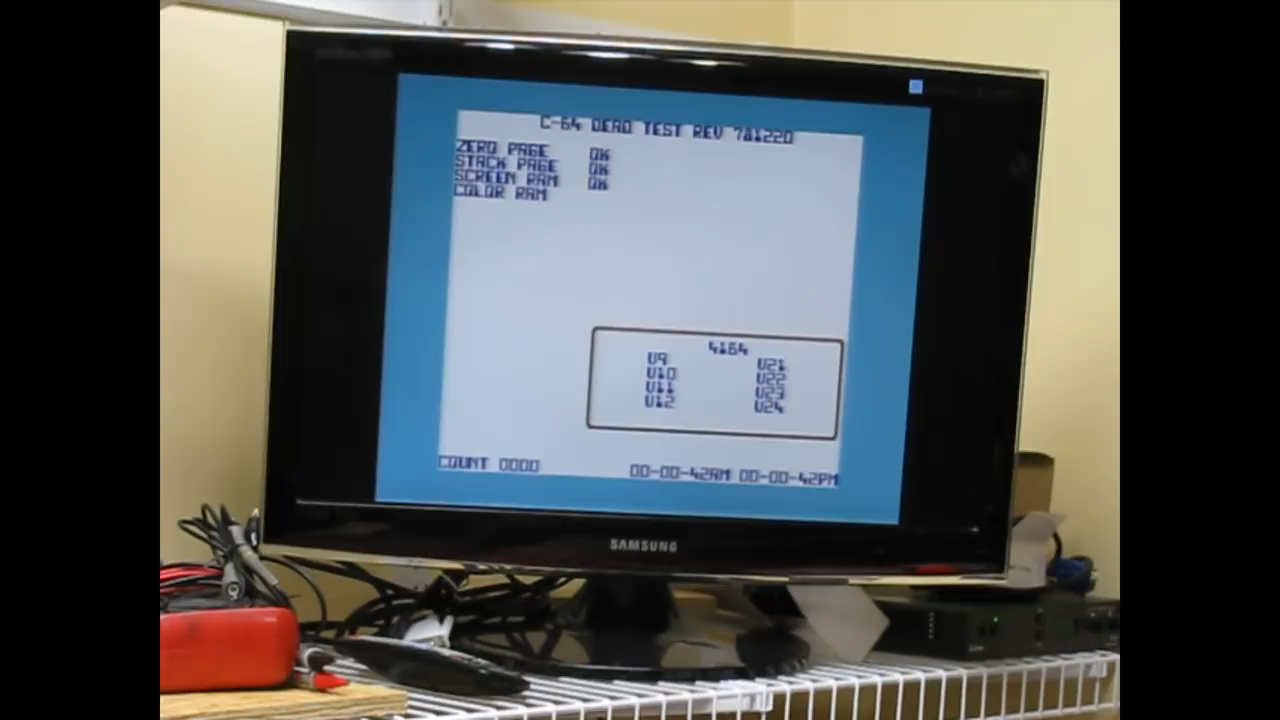 C-64 DEAD TEST REV 781220
ZERO PAGE OK
STACK PAGE OK
SCREEN RAM OK
COLOR RAM
4164
U9 U21
U10 U22
U11 U23
U12 U24
COUNT 0000 00-00-42AM 00-00-42PM
SAMSUNG